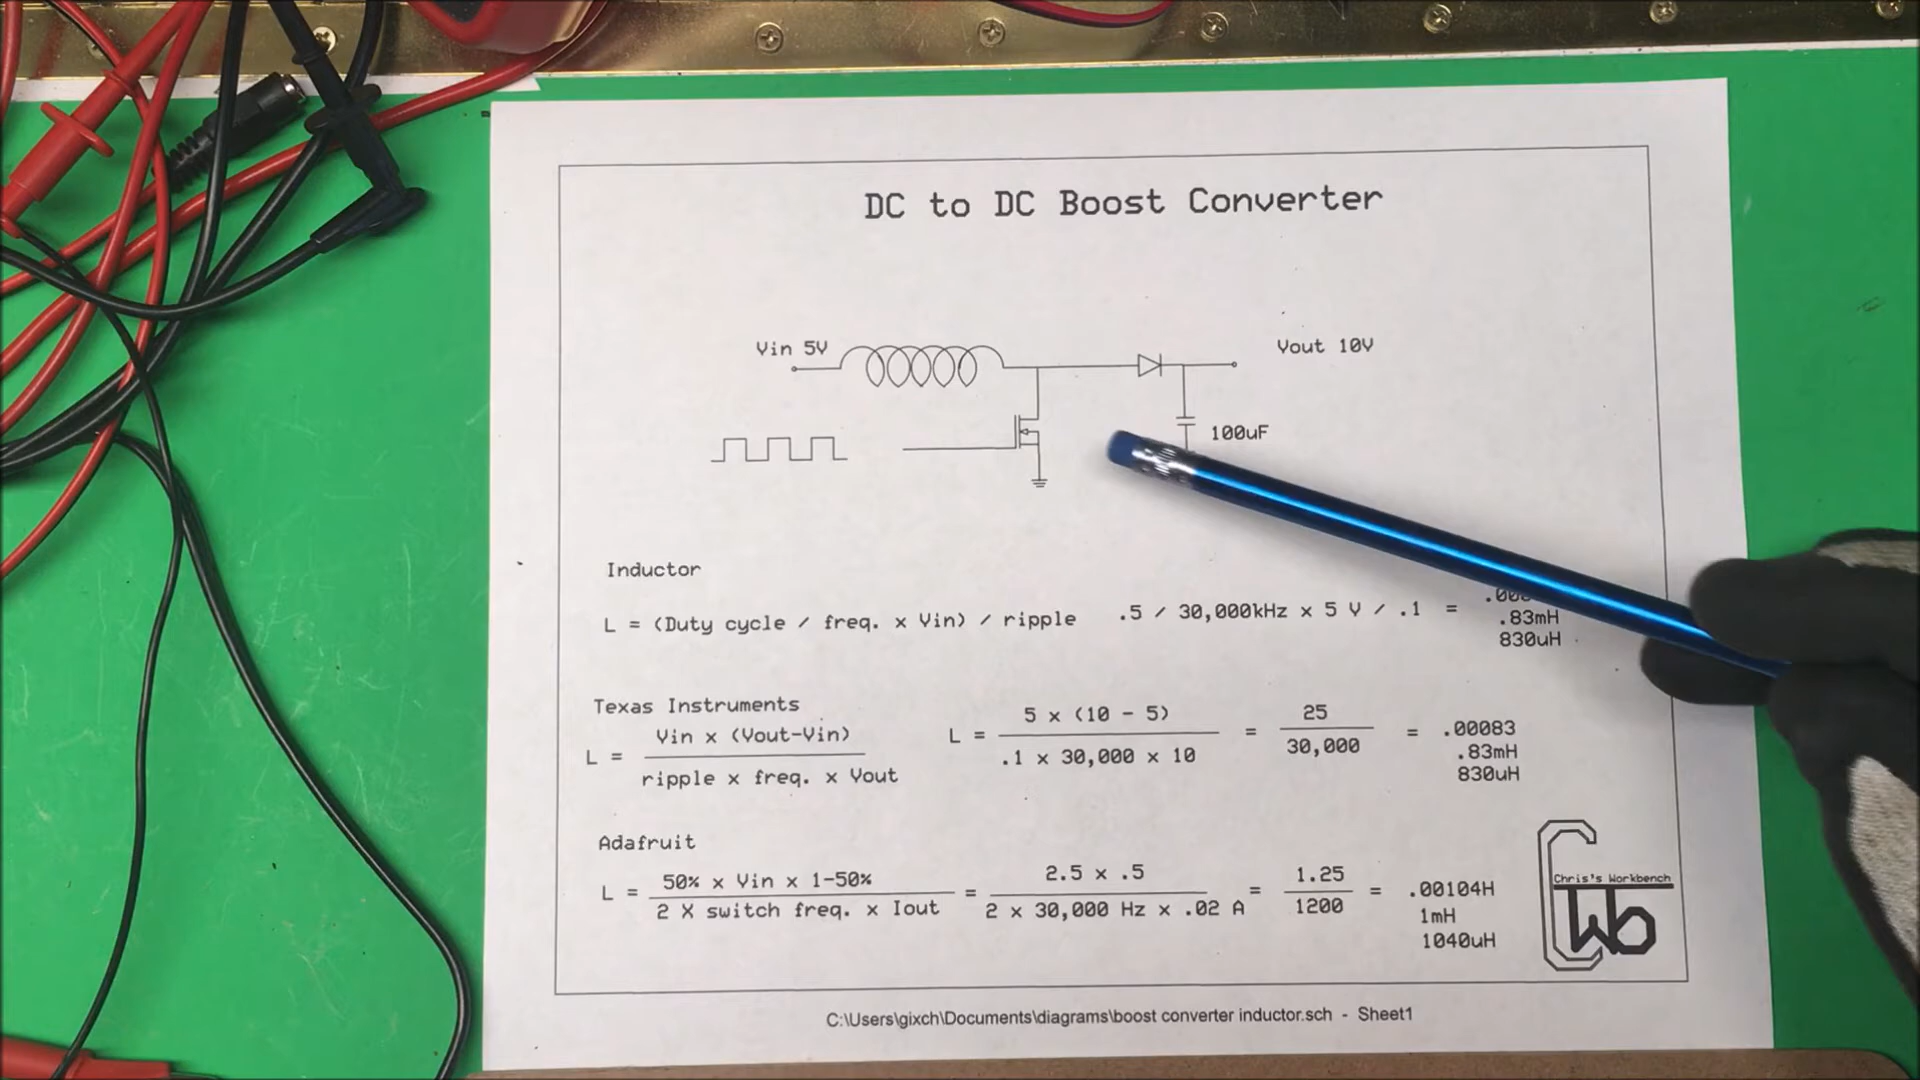 DC to DC Boost Converter
Vin 5V
Vout 10V
100uF
Inductor
L = (Duty cycle / freq. x Vin) / ripple .5 / 30,000kHz x 5 V / .1 =
.83mH
830uH
Texas Instruments
L = Vin x (Vout-Vin)
ripple x freq. x Vout
L = 5 x (10 - 5)
.1 x 30,000 x 10
= 25
30,000
= .00083
.83mH
830uH
Adafruit
L = 50% x Vin x 1-50%
2 X switch freq. x Iout
= 2.5 x .5
2 x 30,000 Hz x .02 A
= 1.25
1200
= .00104H
1mH
1040uH
Chris's Workbench
C:\Users\gixch\Documents\diagrams\boost converter inductor.sch - Sheet1